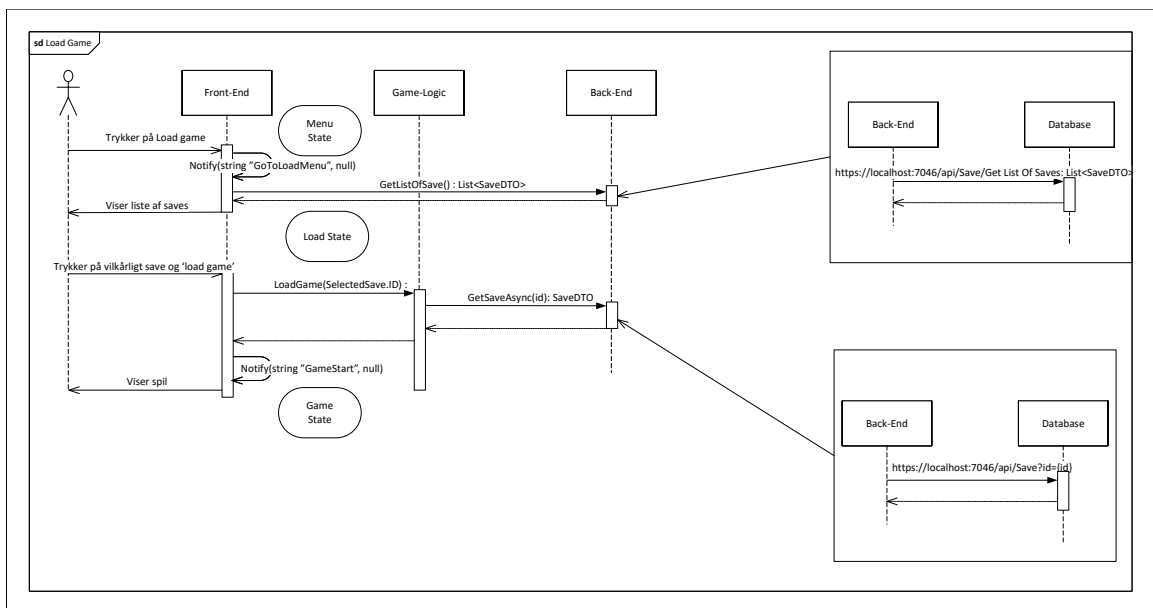 sd Load Game
Front-End
Game-Logic
Back-End
Menu
State
Trykker på Load game
Notify(string ”GoToLoadMenu”, null)
GetListOfSave() : List<SaveDTO>
Viser liste af saves
Load State
Trykker på vilkårligt save og ‘load game’
LoadGame(SelectedSave.ID) :
GetSaveAsync(id): SaveDTO
Notify(string ”GameStart”, null)
Viser spil
Game
State
Back-End
Database
https://localhost:7046/api/Save/Get List Of Saves: List<SaveDTO>
Back-End
Database
https://localhost:7046/api/Save?id={id}